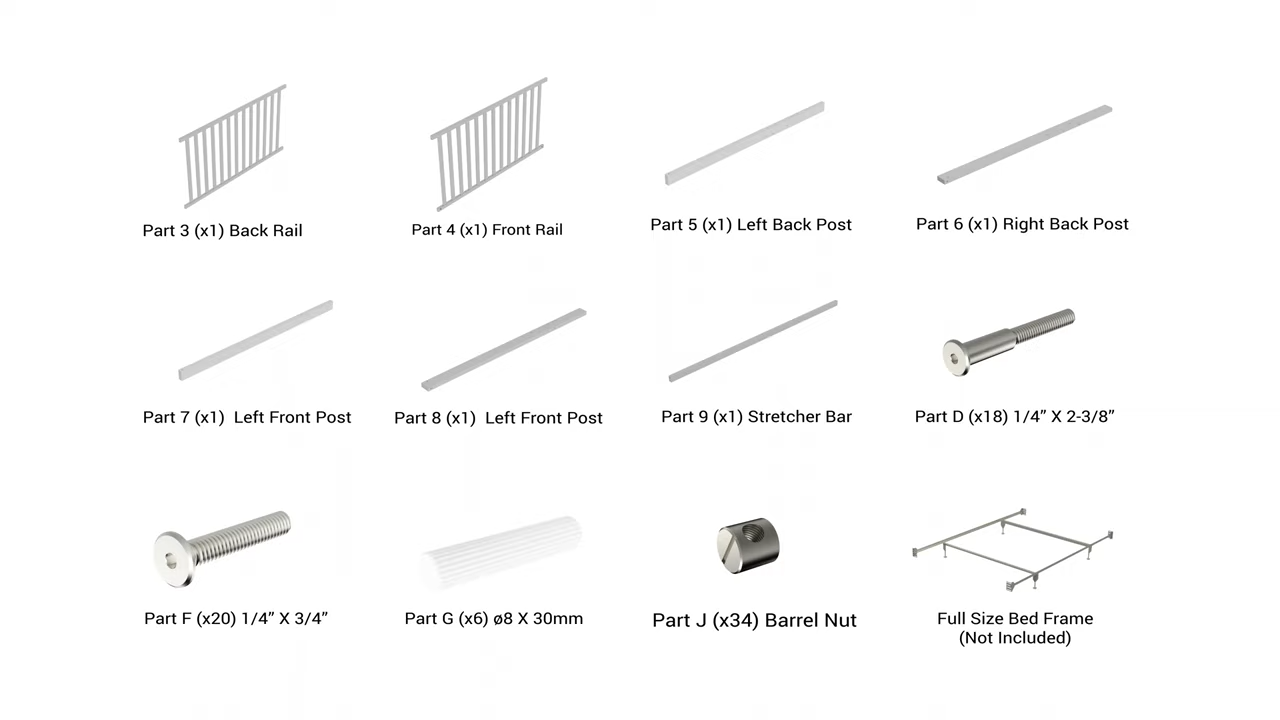 Part 3 (x1) Back Rail
Part 4 (x1) Front Rail
Part 5 (x1) Left Back Post
Part 6 (x1) Right Back Post
Part 7 (x1)  Left Front Post
Part 8 (x1)  Left Front Post
Part 9 (x1) Stretcher Bar
Part D (x18) 1/4” X 2-3/8”
Part F (x20) 1/4” X 3/4”
Part G (x6) ø8 X 30mm
Part J (x34) Barrel Nut
Full Size Bed Frame
(Not Included)